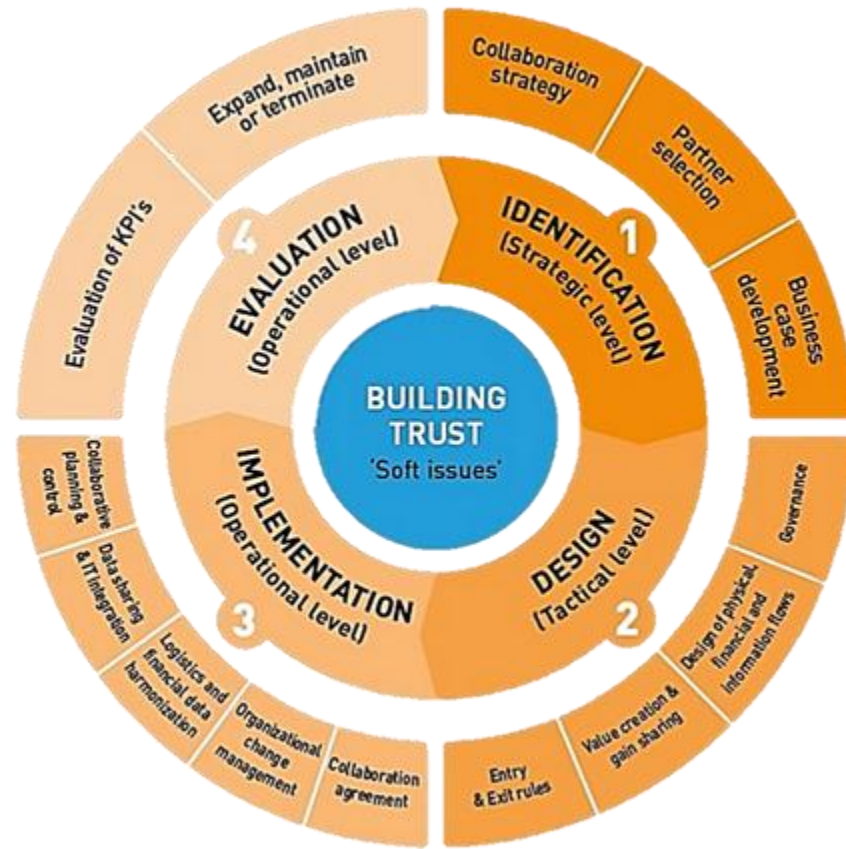 BUILDING
TRUST
'Soft issues'
1
IDENTIFICATION
(Strategic level)
Collaboration
strategy
Partner
selection
Business
case
development
2
DESIGN
(Tactical level)
Governance
Design of physical,
financial and
information flows
Value creation &
gain sharing
Entry
& Exit rules
3
IMPLEMENTATION
(Operational level)
Collaboration
agreement
Organizational
change
management
Logistics and
financial data
harmonization
Data sharing
& IT integration
Collaborative
planning &
control
4
EVALUATION
(Operational level)
Evaluation of KPI's
Expand, maintain
or terminate